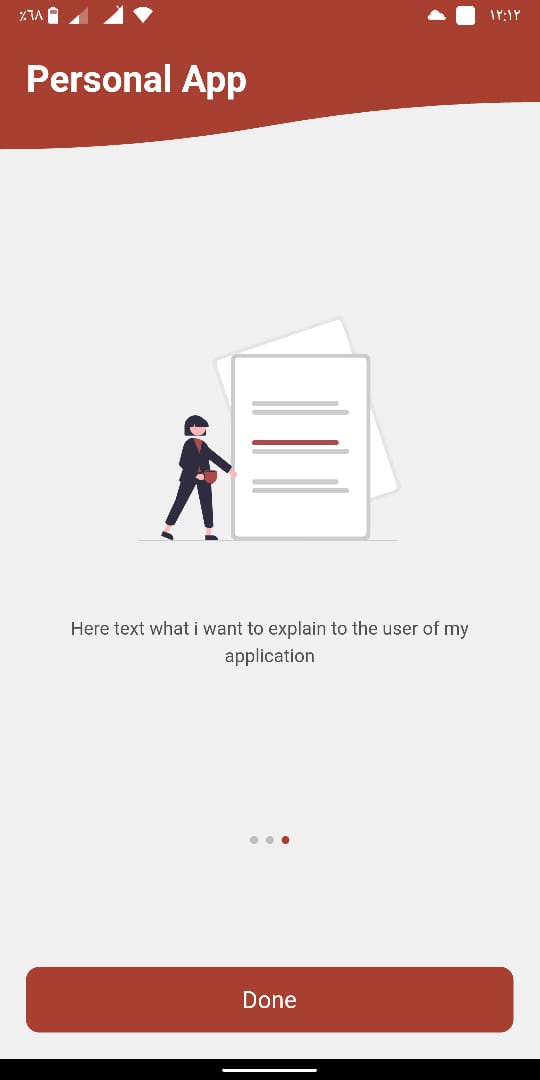 ٪٦٨ ١٢:١٢
Personal App
Here text what i want to explain to the user of my
application
Done